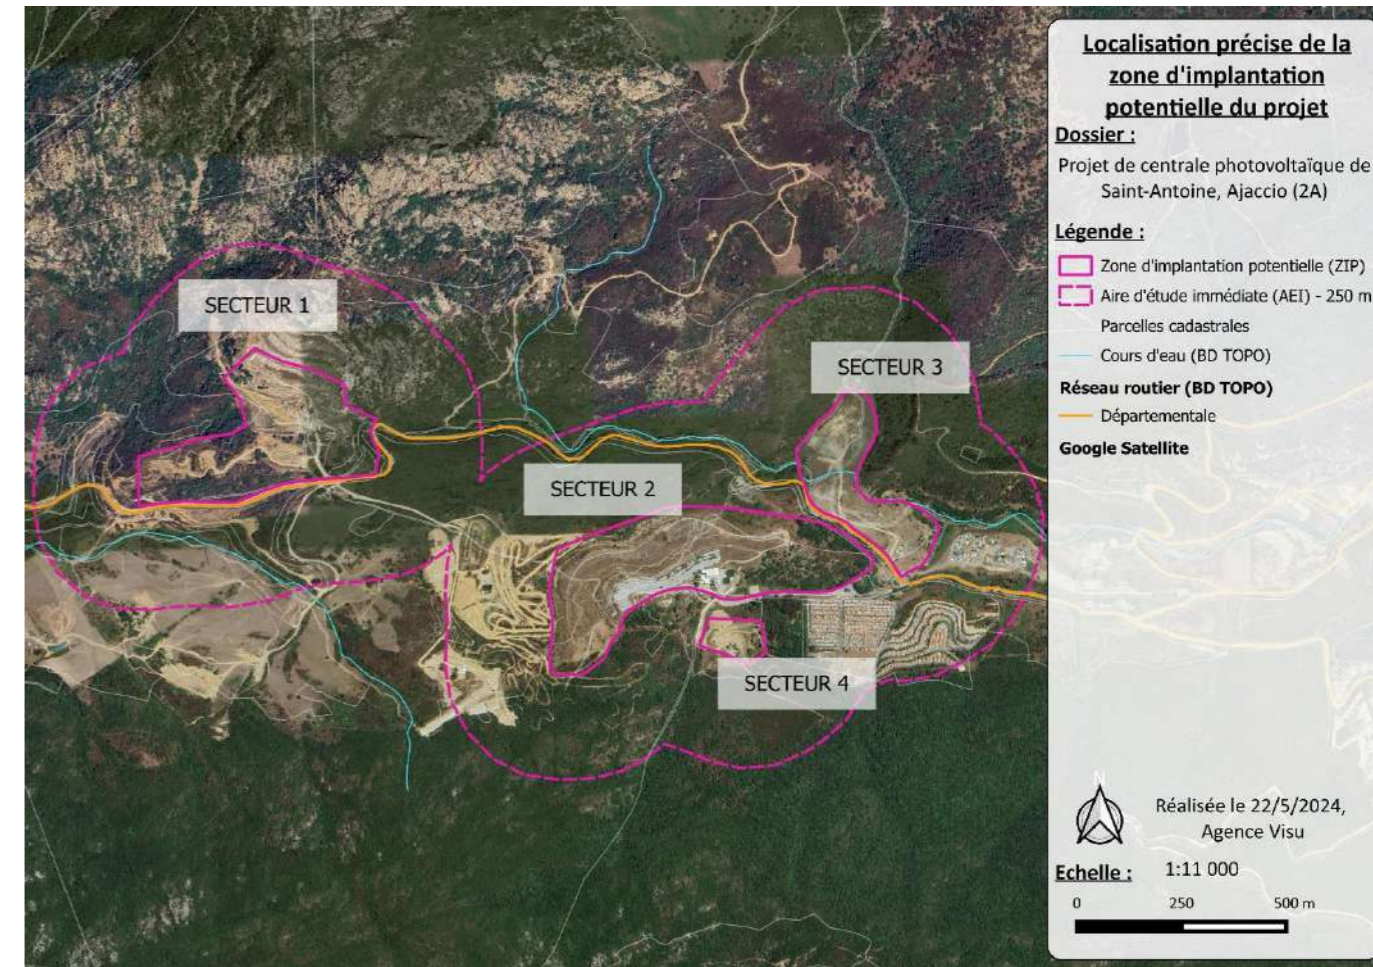 Localisation précise de la
zone d'implantation
potentielle du projet
Dossier :
Projet de centrale photovoltaïque de
Saint-Antoine, Ajaccio (2A)
Légende :
Zone d'implantation potentielle (ZIP)
Aire d'étude immédiate (AEI) - 250 m
Parcelles cadastrales
Cours d'eau (BD TOPO)
Réseau routier (BD TOPO)
Départementale
Google Satellite
SECTEUR 1
SECTEUR 3
SECTEUR 2
SECTEUR 4
N
Réalisée le 22/5/2024,
Agence Visu
Echelle : 1:11 000
0 250 500 m